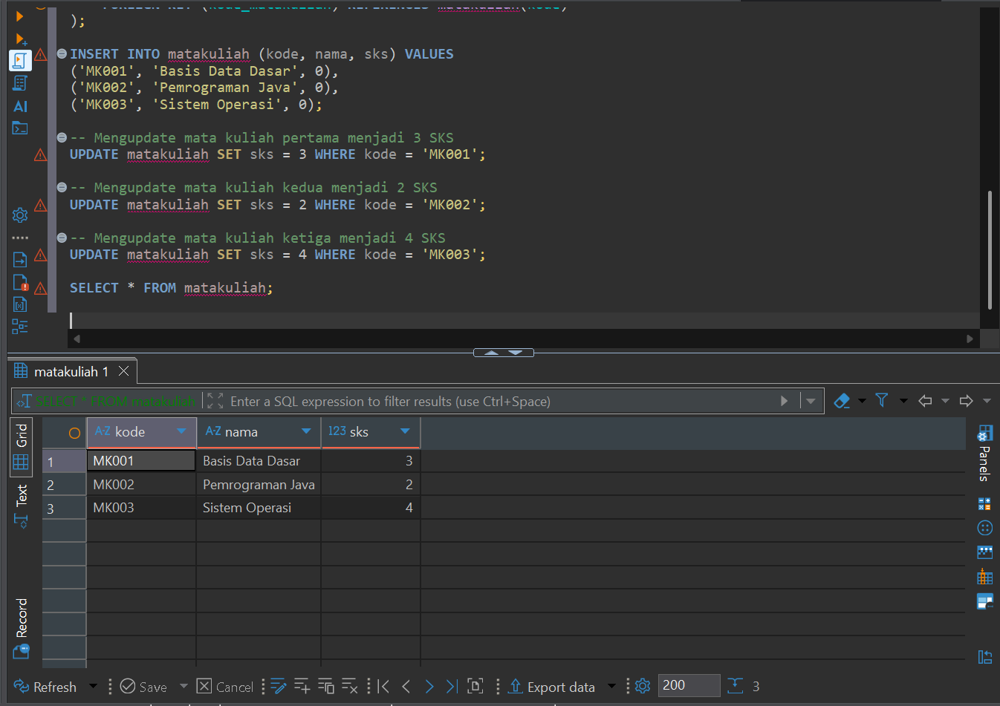 FOREIGN KEY (kode_matakuliah) REFERENCES matakuliah(kode)
);
INSERT INTO matakuliah (kode, nama, sks) VALUES
('MK001', 'Basis Data Dasar', 0),
('MK002', 'Pemrograman Java', 0),
('MK003', 'Sistem Operasi', 0);
AI
-- Mengupdate mata kuliah pertama menjadi 3 SKS
UPDATE matakuliah SET sks = 3 WHERE kode = 'MK001';
-- Mengupdate mata kuliah kedua menjadi 2 SKS
UPDATE matakuliah SET sks = 2 WHERE kode = 'MK002';
-- Mengupdate mata kuliah ketiga menjadi 4 SKS
UPDATE matakuliah SET sks = 4 WHERE kode = 'MK003';
SELECT * FROM matakuliah;
matakuliah 1
SELECT * FROM matakuliah Enter a SQL expression to filter results (use Ctrl+Space)
Grid
Text
Record
A-Z kode A-Z nama 123 sks
1 MK001 Basis Data Dasar 3
2 MK002 Pemrograman Java 2
3 MK003 Sistem Operasi 4
Panels
Refresh Save Cancel Export data 200 3